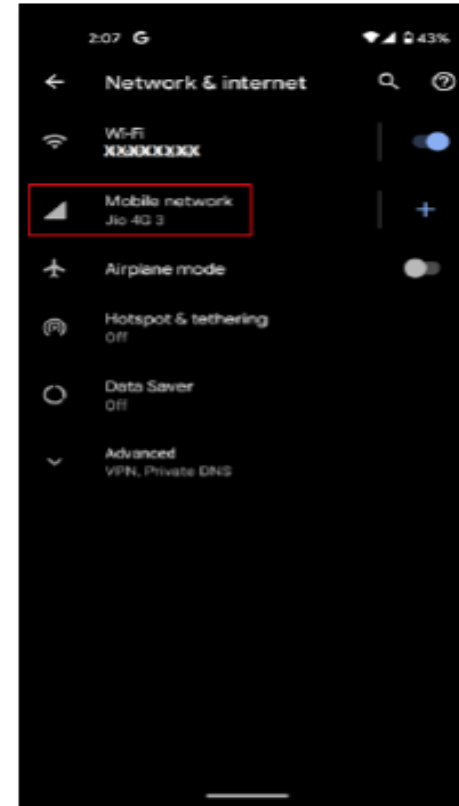 2:07 G 43%
Network & internet
Wi-Fi
XXXXXXXX
Mobile network
Jio 4G 3
Airplane mode
Hotspot & tethering
Off
Data Saver
Off
Advanced
VPN, Private DNS